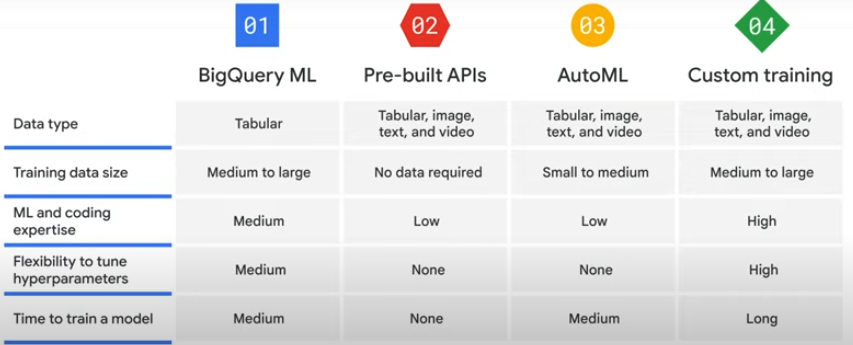 01 02 03 04
BigQuery ML Pre-built APIs AutoML Custom training
Data type Tabular Tabular, image, Tabular, image, Tabular, image,
text, and video text, and video text, and video
Training data size Medium to large No data required Small to medium Medium to large
ML and coding
expertise Medium Low Low High
Flexibility to tune
hyperparameters Medium None None High
Time to train a model Medium None Medium Long